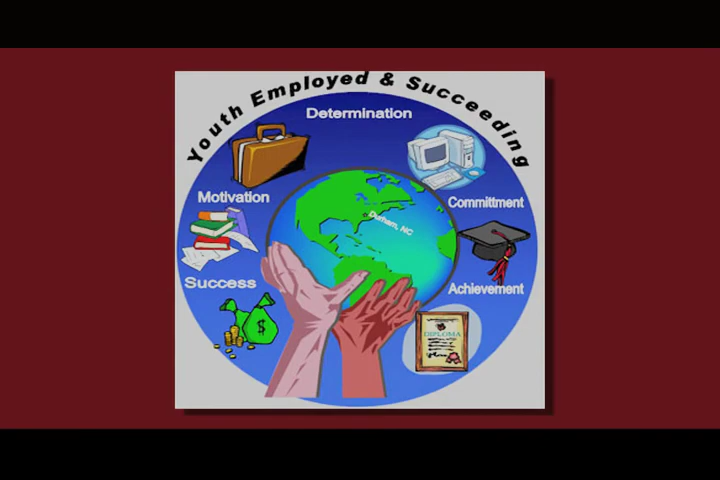 Youth Employed & Succeeding
Determination
Motivation
Committment
Durham, NC
Success
Achievement
$
DIPLOMA